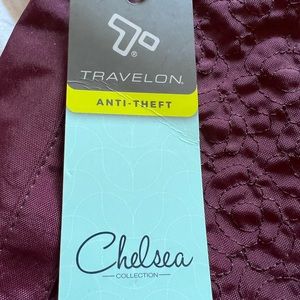 ®
TRAVELON®
ANTI-THEFT
Chelsea
COLLECTION